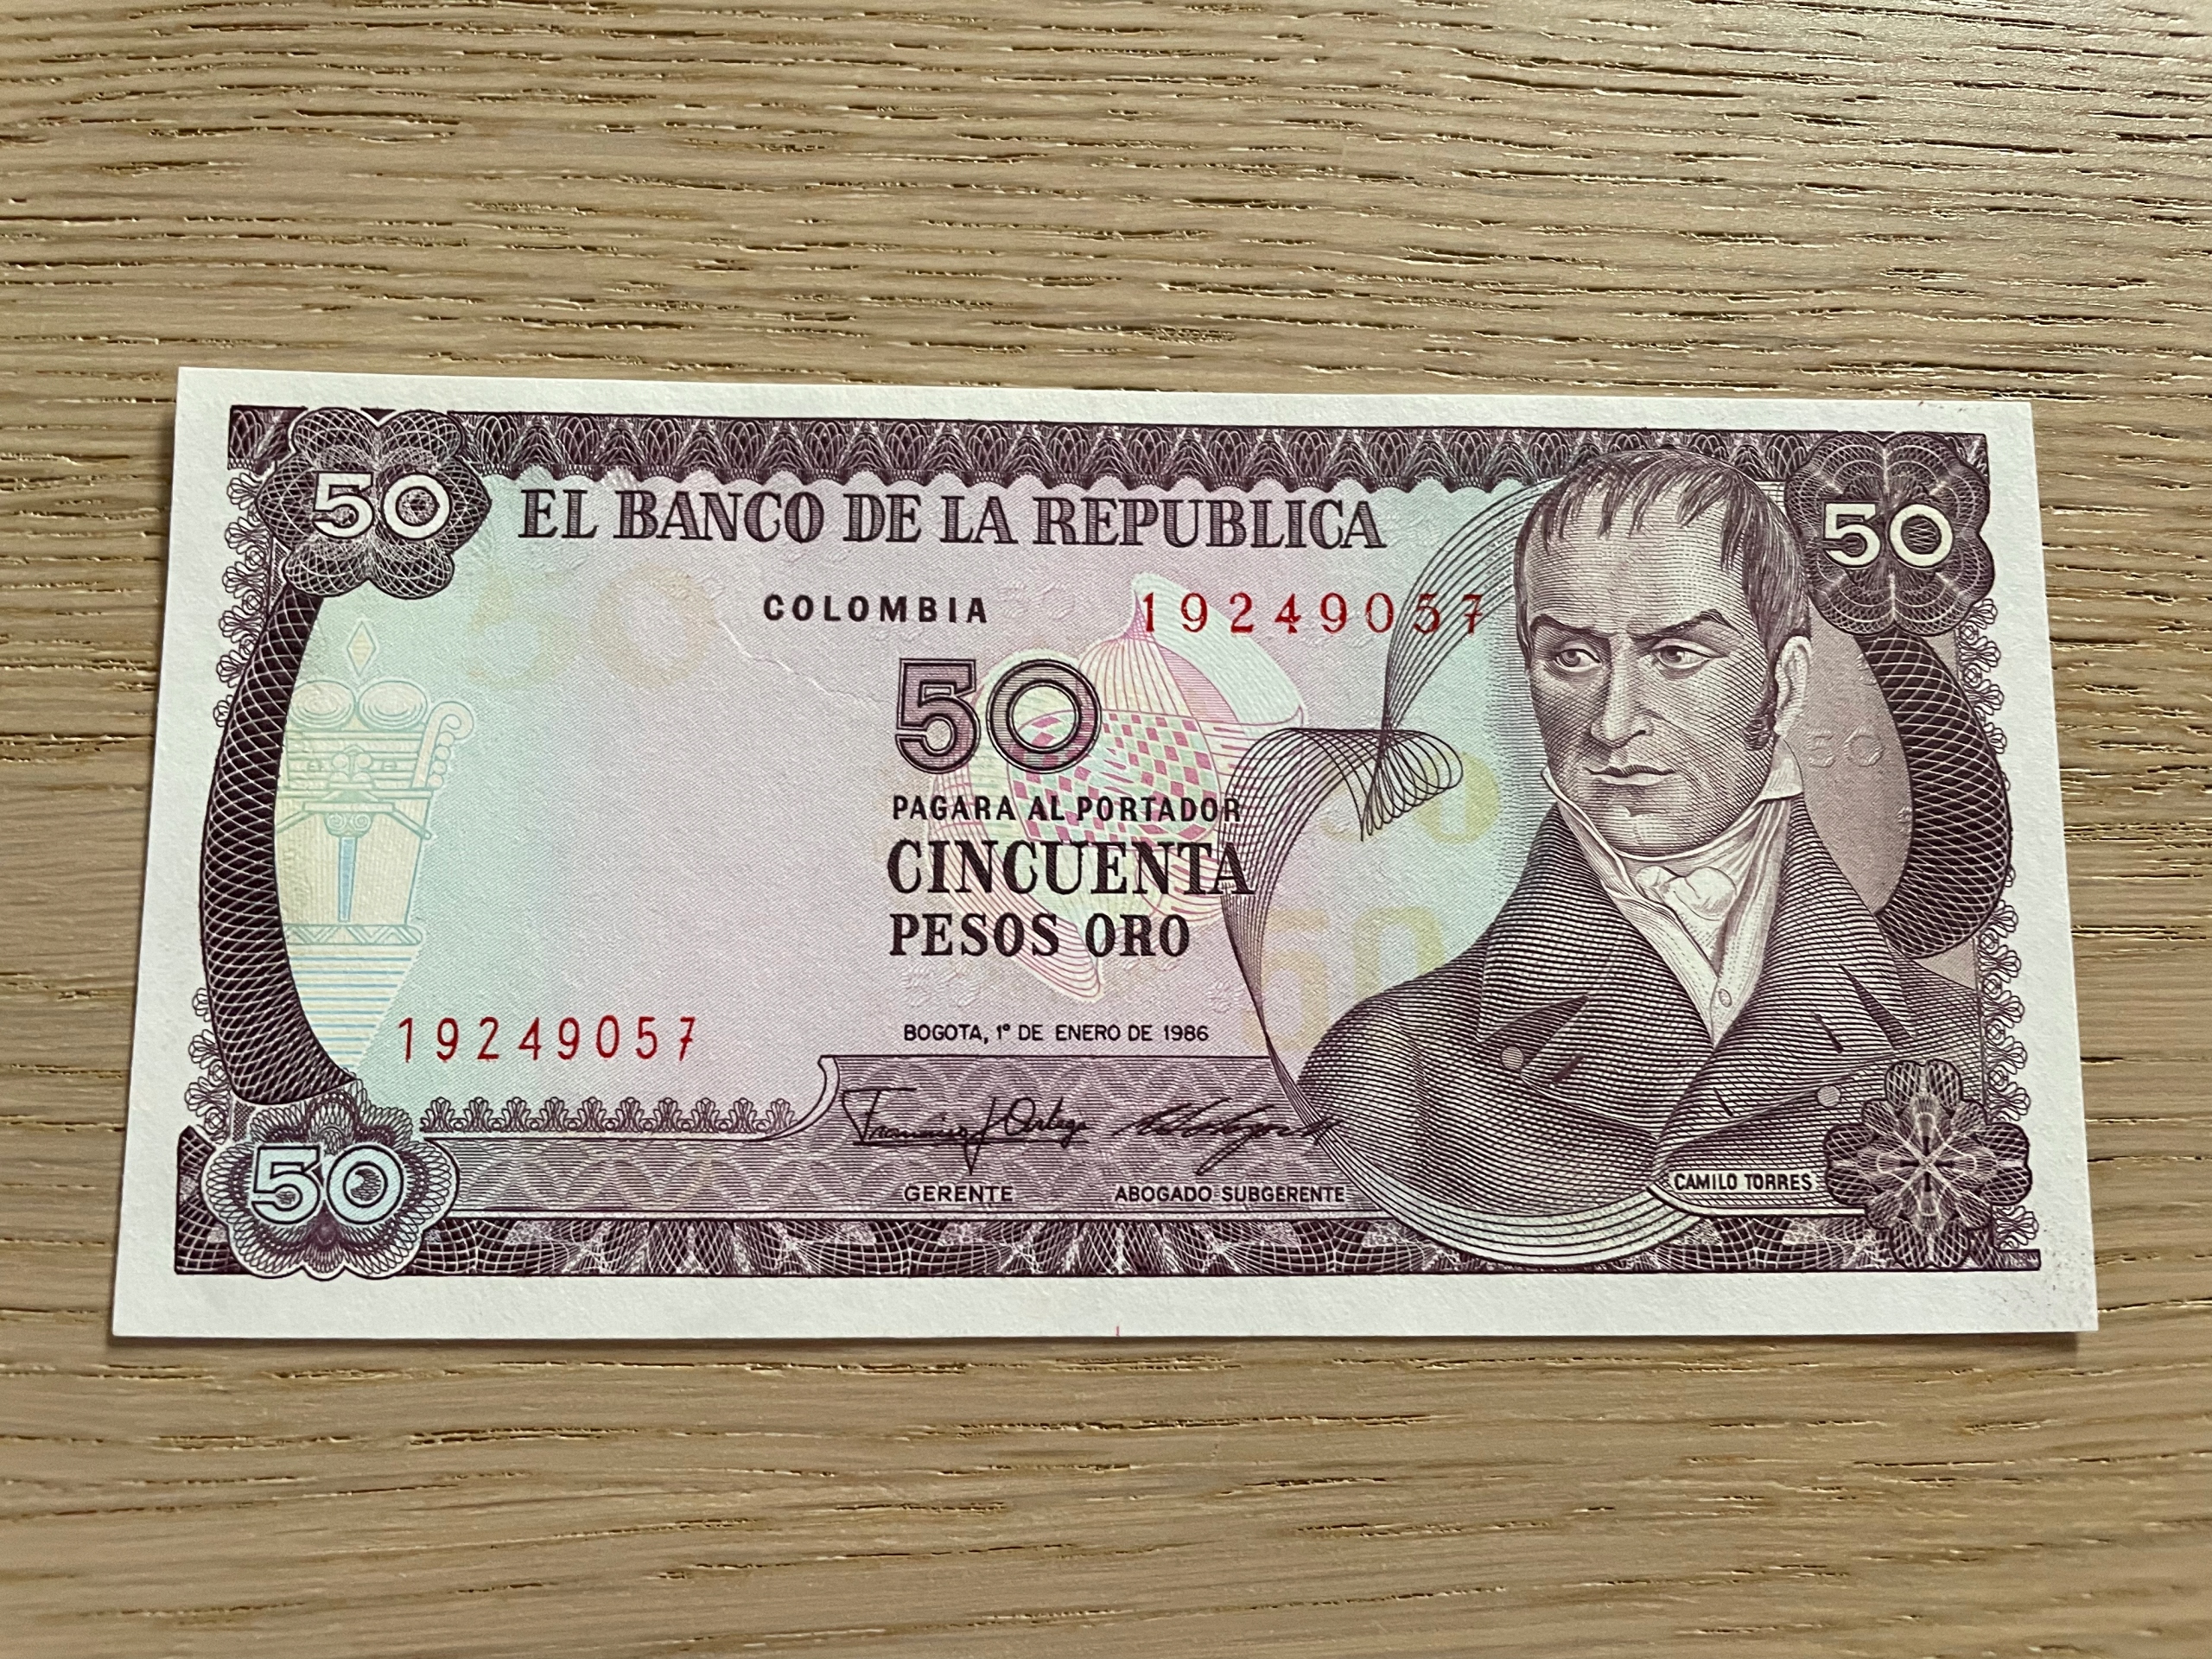 50
EL BANCO DE LA REPUBLICA
50
COLOMBIA
19249057
50
PAGARA AL PORTADOR
CINCUENTA
PESOS ORO
19249057
BOGOTA, 1º DE ENERO DE 1986
GERENTE
ABOGADO SUBGERENTE
CAMILO TORRES
50